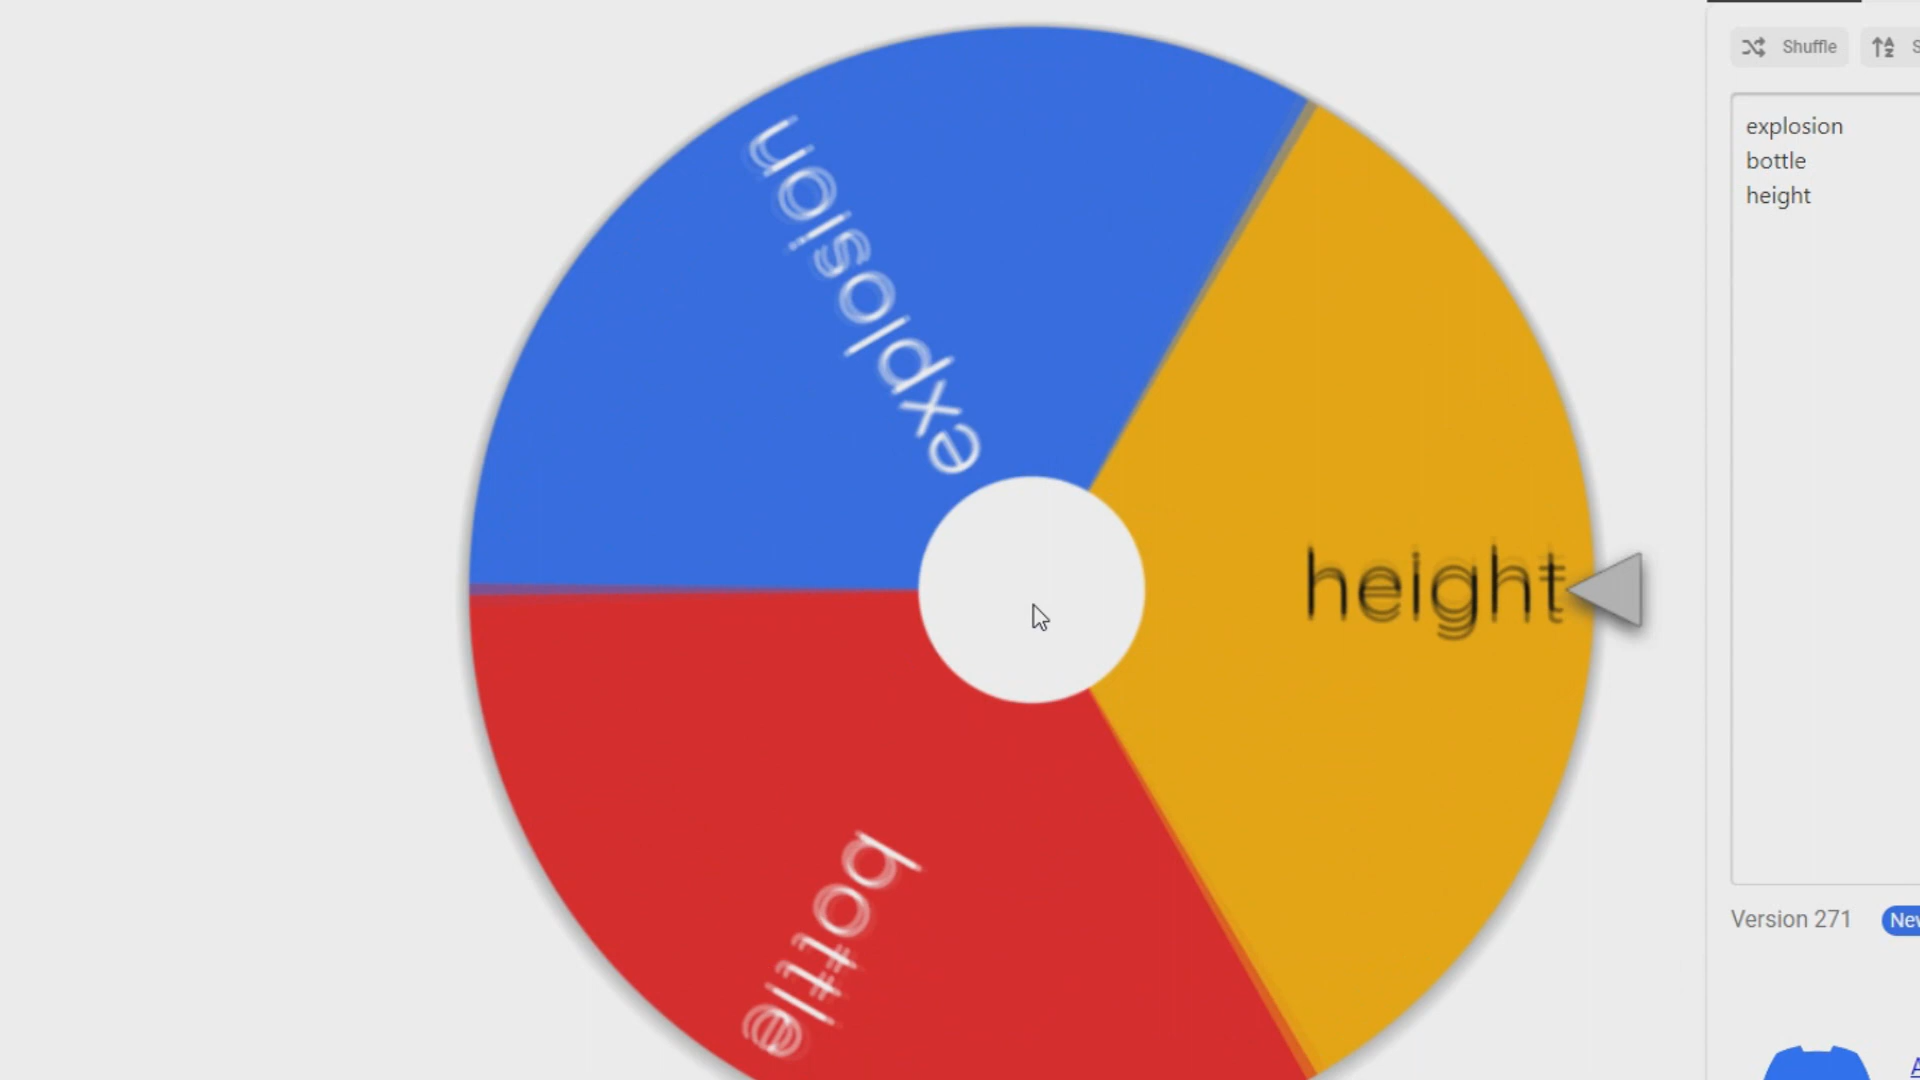 Shuffle
explosion
bottle
height
explosion
height
bottle
Version 271